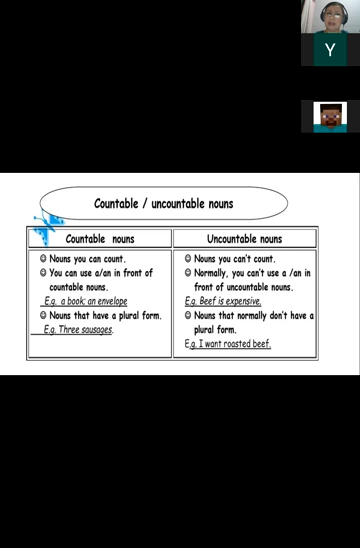 Y
Countable / uncountable nouns
Countable nouns
☺ Nouns you can count.
☺ You can use a/an in front of
countable nouns.
E.g. a book; an envelope
☺ Nouns that have a plural form.
E.g. Three sausages.
Uncountable nouns
☺ Nouns you can't count.
☺ Normally, you can't use a /an in
front of uncountable nouns.
E.g. Beef is expensive.
☺ Nouns that normally don't have a
plural form.
E.g. I want roasted beef.